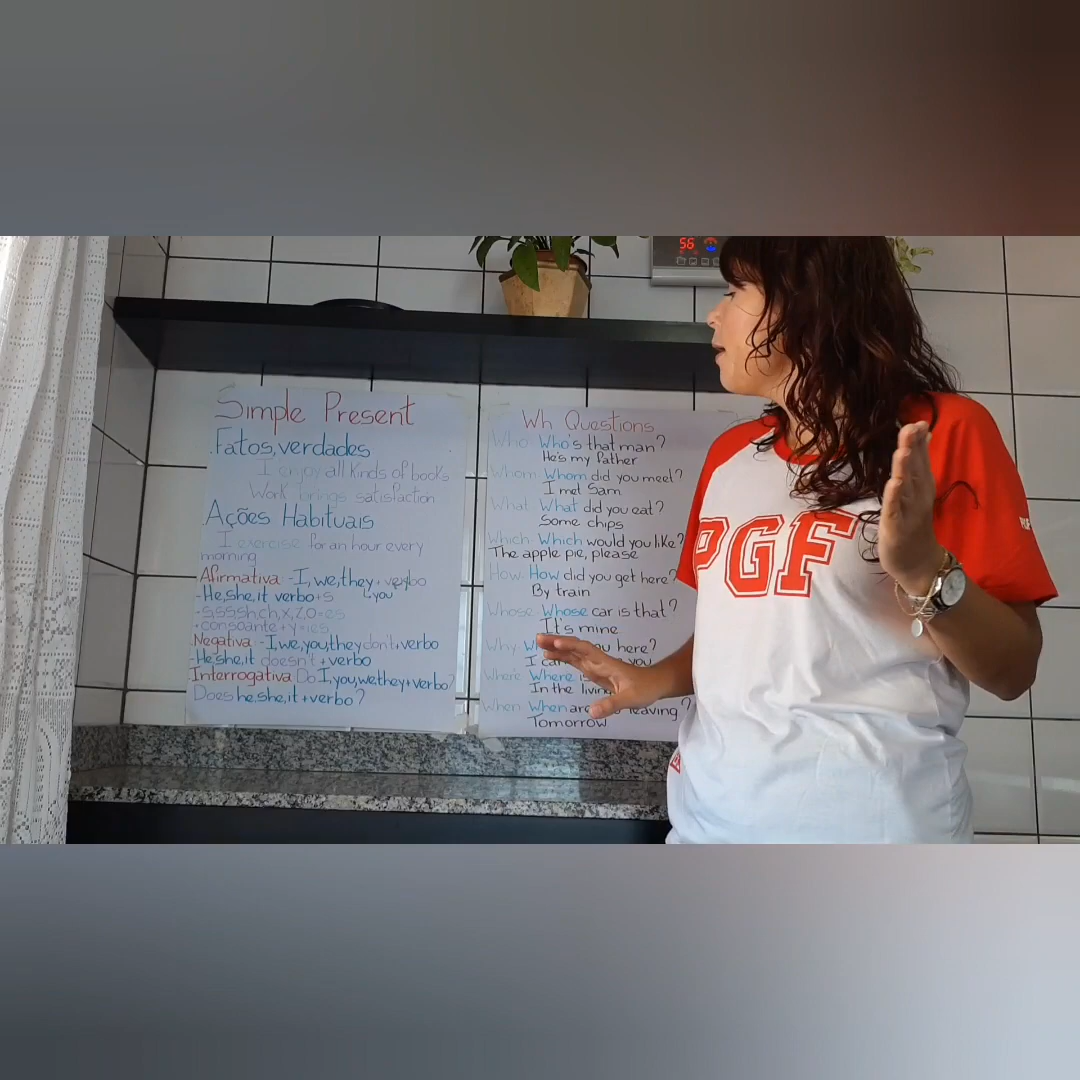 56
Simple Present
.Fatos, verdades
I enjoy all kinds of books
Work brings satisfaction
.Ações Habituais
I exercise for an hour every
morning
Afirmativa -I, we, they + verbo
you
-He, she, it verbo+s
-s,ss,sh,ch,x,z,o=es
+consoante+y=ies
Negativa -I,we,you,they don't+verbo
-He,she,it doesn't+verbo
Interrogativa Do I,you,we,they+verbo?
Does he,she,it+verbo?
Wh Questions
Who Who's that man?
He's my father
Whom Whom did you meet?
I met Sam
What What did you eat?
Some chips
Which Which would you like?
The apple pie, please
How How did you get here?
By train
Whose Whose car is that?
It's mine
Why here?
I you
Where Where
In the
When When are leaving?
Tomorrow
PGF